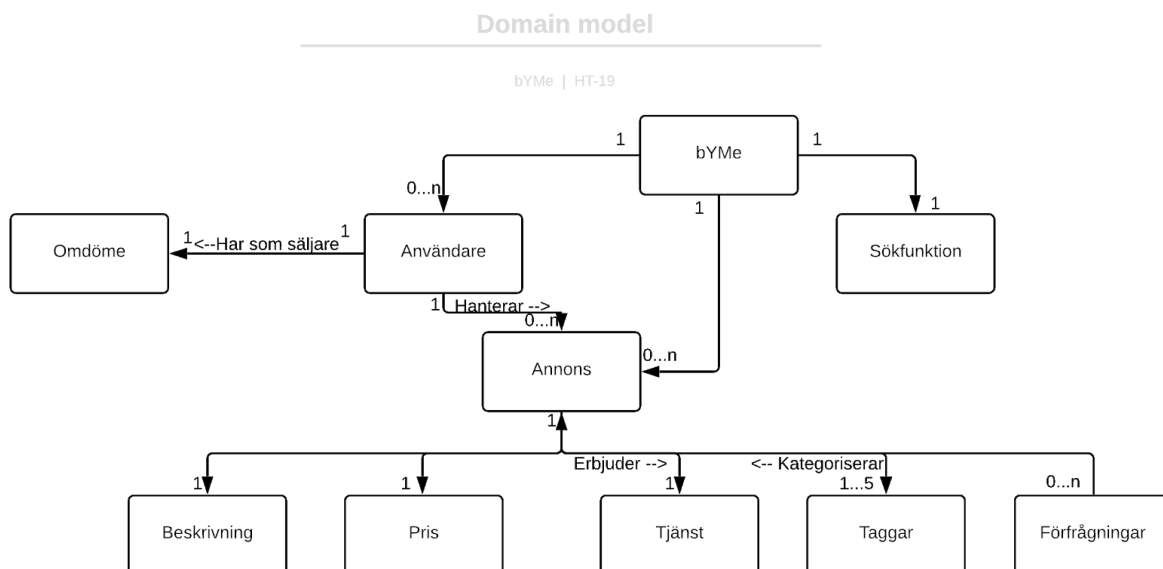 Domain model
bYMe | HT-19
1
bYMe
1
0...n
1
1
Omdöme
1
<--Har som säljare
1
Användare
Sökfunktion
1
Hanterar -->
0...n
Annons
0...n
1
Erbjuder -->
<-- Kategoriserar
1
1
1
1...5
0...n
Beskrivning
Pris
Tjänst
Taggar
Förfrågningar